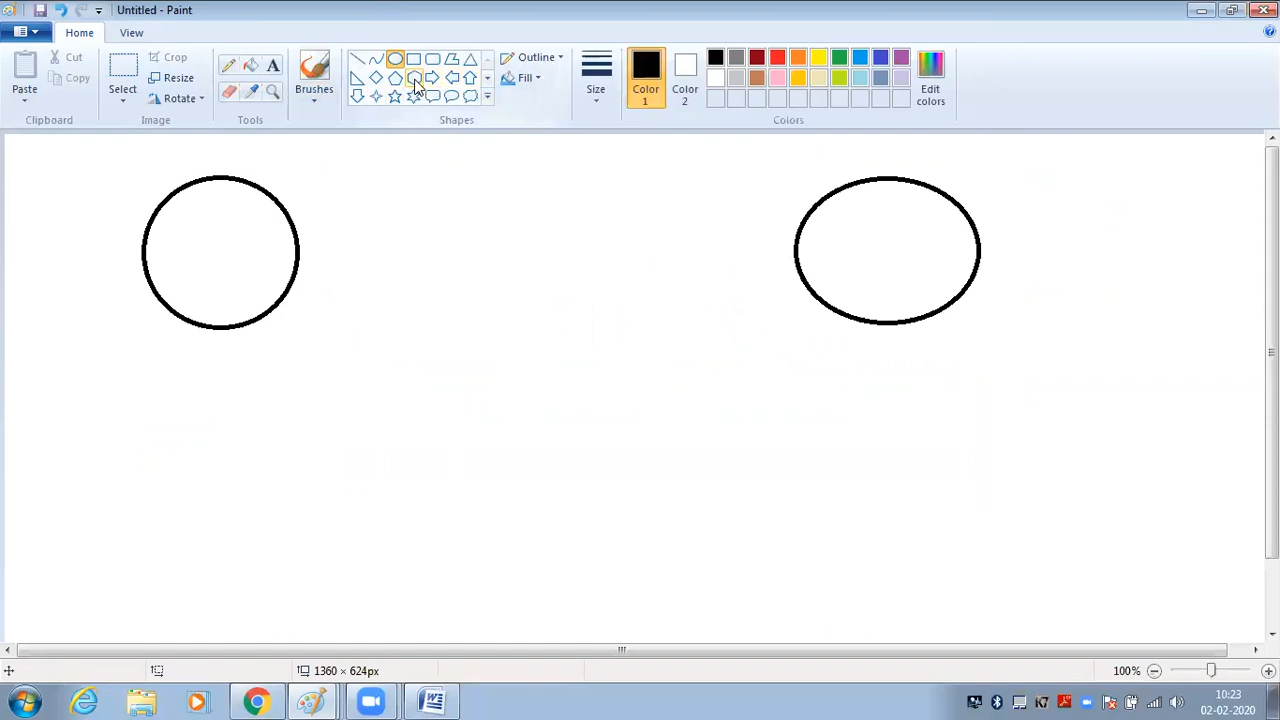 Untitled - Paint
Home
View
Paste
Cut
Copy
Clipboard
Select
Crop
Resize
Rotate
Image
Tools
Brushes
Outline
Fill
Shapes
Size
Color 1
Color 2
Edit colors
Colors
1360 × 624px
100%
10:23
02-02-2020